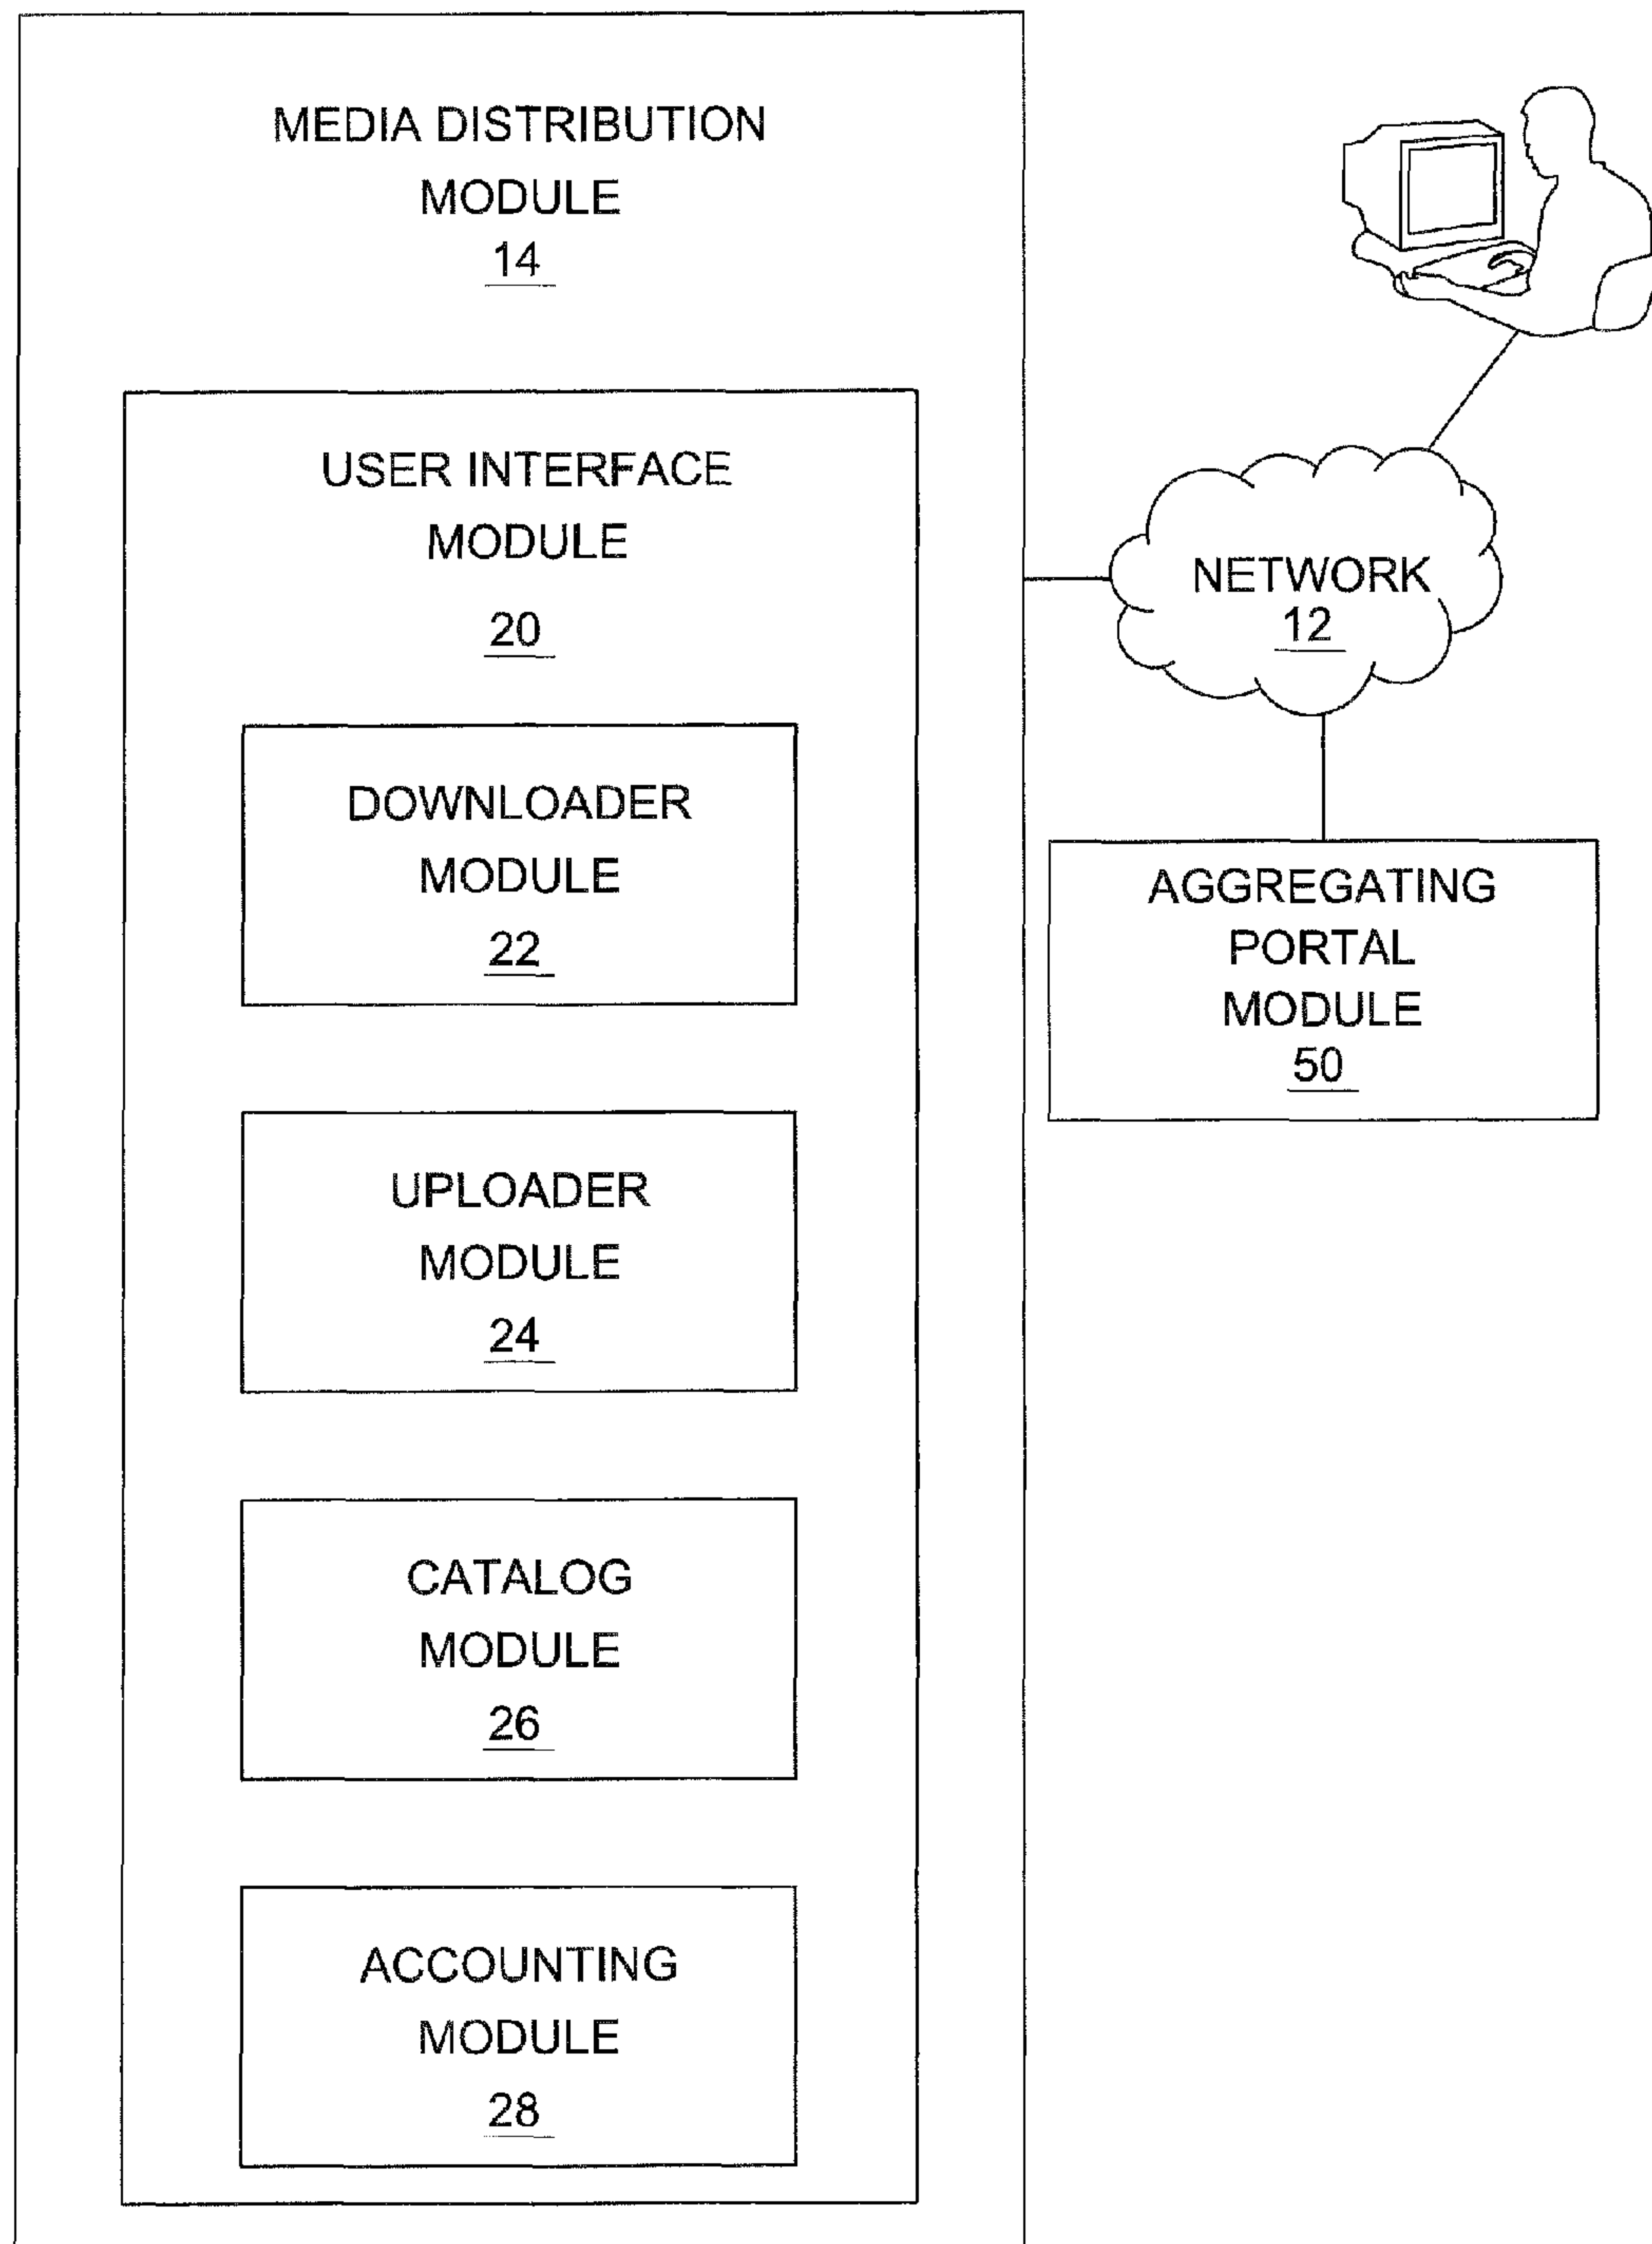 MEDIA DISTRIBUTION
MODULE
14
USER INTERFACE
MODULE
20
DOWNLOADER
MODULE
22
UPLOADER
MODULE
24
CATALOG
MODULE
26
ACCOUNTING
MODULE
28
NETWORK
12
AGGREGATING
PORTAL
MODULE
50